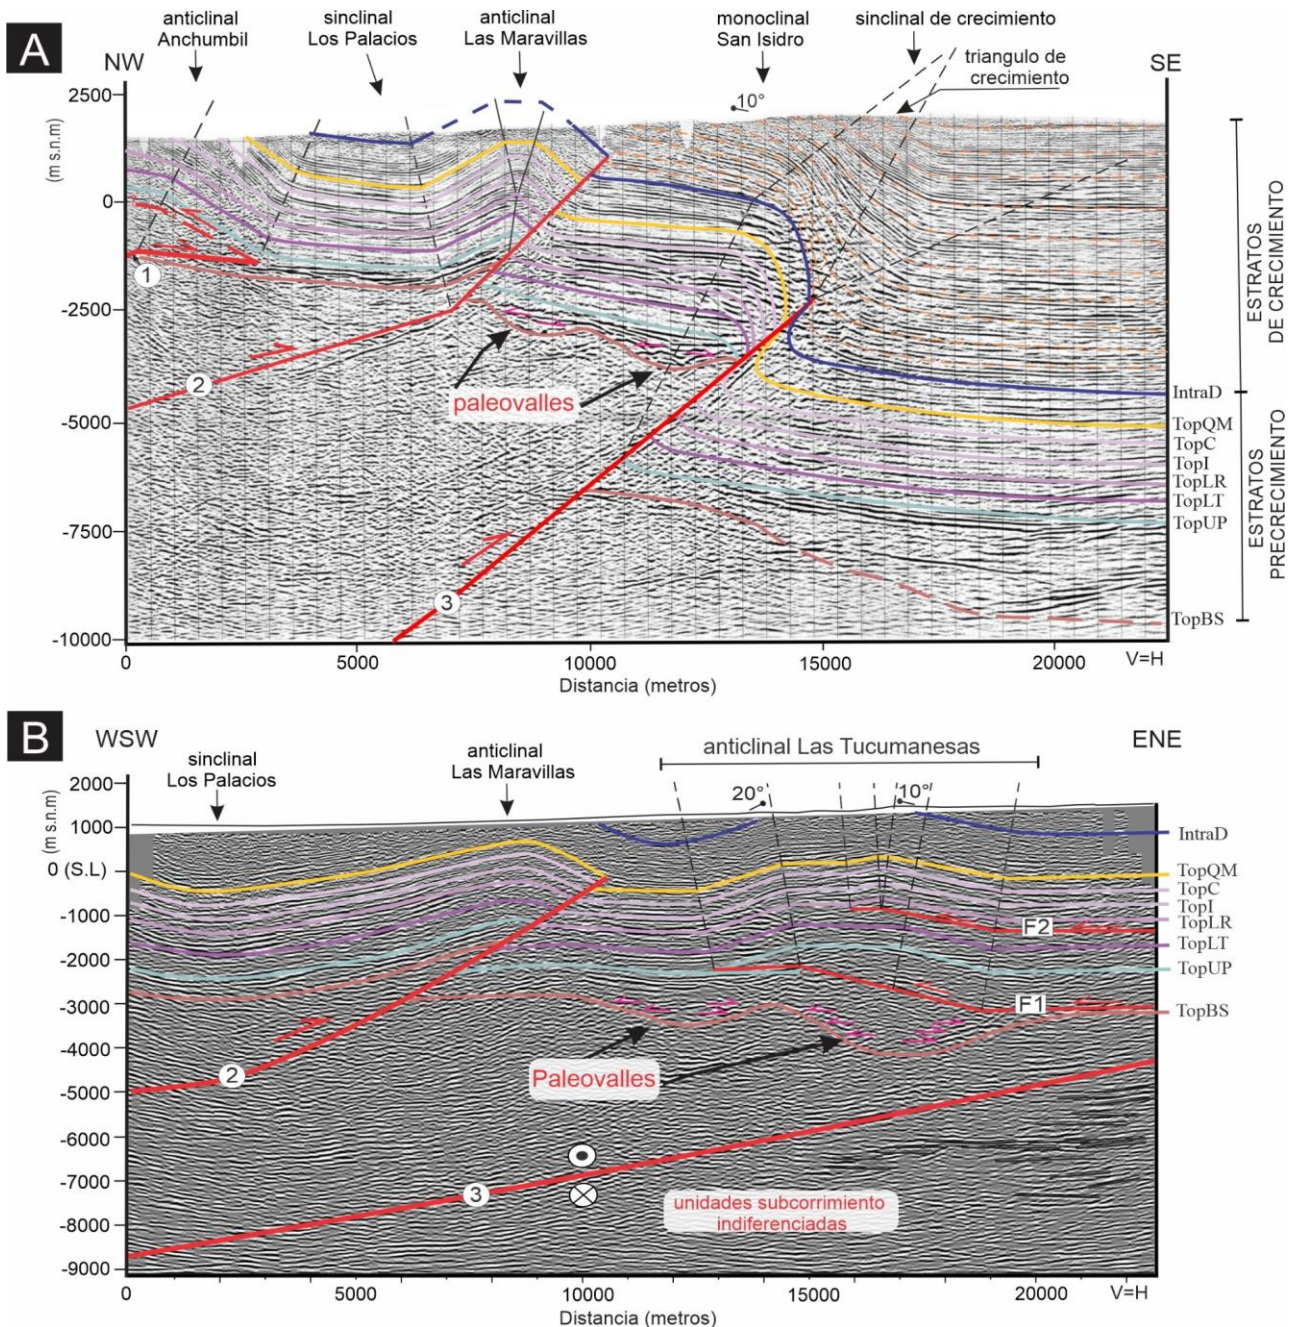 A
NW
anticlinal
Anchumbil
sinclinal
Los Palacios
anticlinal
Las Maravillas
monoclinal
San Isidro
sinclinal de crecimiento
triangulo de
crecimiento
SE
10°
(m s.n.m)
2500
0
-2500
-5000
-7500
-10000
1
2
3
paleovalles
IntraD
TopQM
TopC
TopI
TopLR
TopLT
TopUP
TopBS
ESTRATOS
DE CRECIMIENTO
ESTRATOS
PRECRECIMIENTO
0
5000
10000
15000
20000
V=H
Distancia (metros)
B
WSW
sinclinal
Los Palacios
anticlinal
Las Maravillas
anticlinal Las Tucumanesas
ENE
20°
10°
(m s.n.m)
2000
1000
0 (S.L)
-1000
-2000
-3000
-4000
-5000
-6000
-7000
-8000
-9000
2
3
F2
F1
Paleovalles
unidades subcorrimiento
indiferenciadas
IntraD
TopQM
TopC
TopI
TopLR
TopLT
TopUP
TopBS
0
5000
10000
15000
20000
V=H
Distancia (metros)